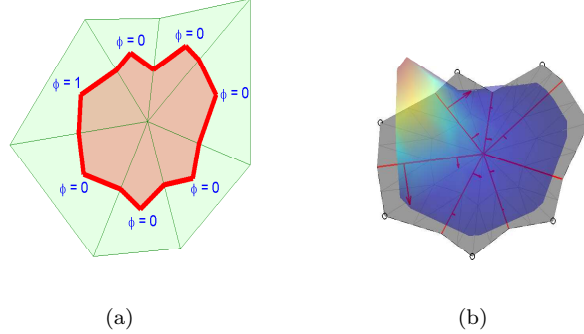 ϕ = 0
ϕ = 0
ϕ = 1
ϕ = 0
ϕ = 0
ϕ = 0
ϕ = 0
(a)
(b)